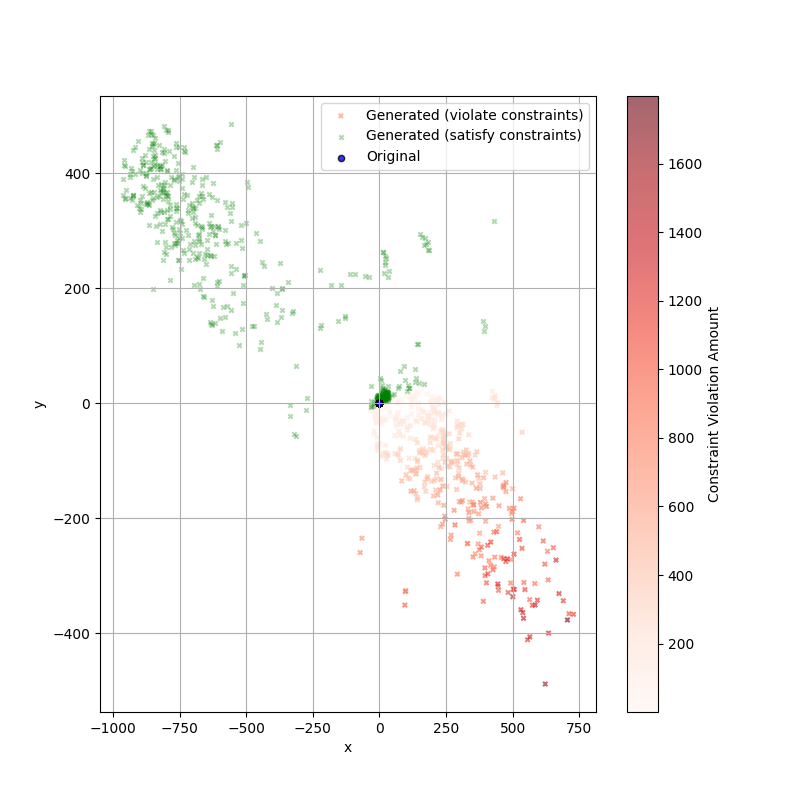 Generated (violate constraints)
Generated (satisfy constraints)
Original
400
200
0
−200
−400
y
−1000 −750 −500 −250 0 250 500 750
x
1600
1400
1200
1000
800
600
400
200
Constraint Violation Amount